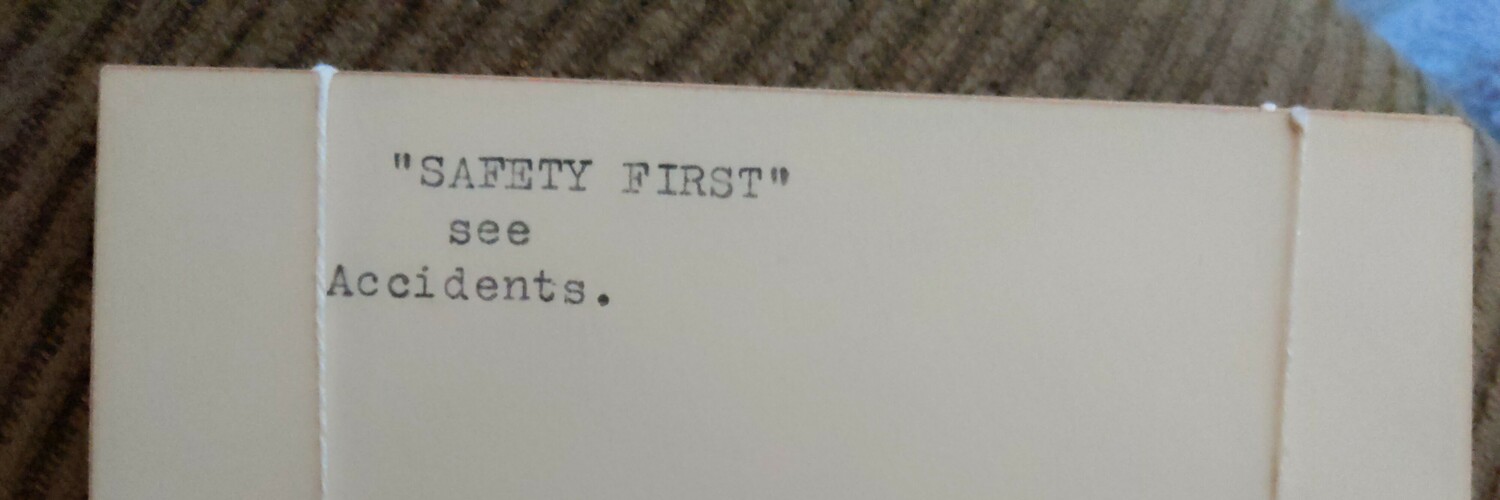 "SAFETY FIRST"
see
Accidents.